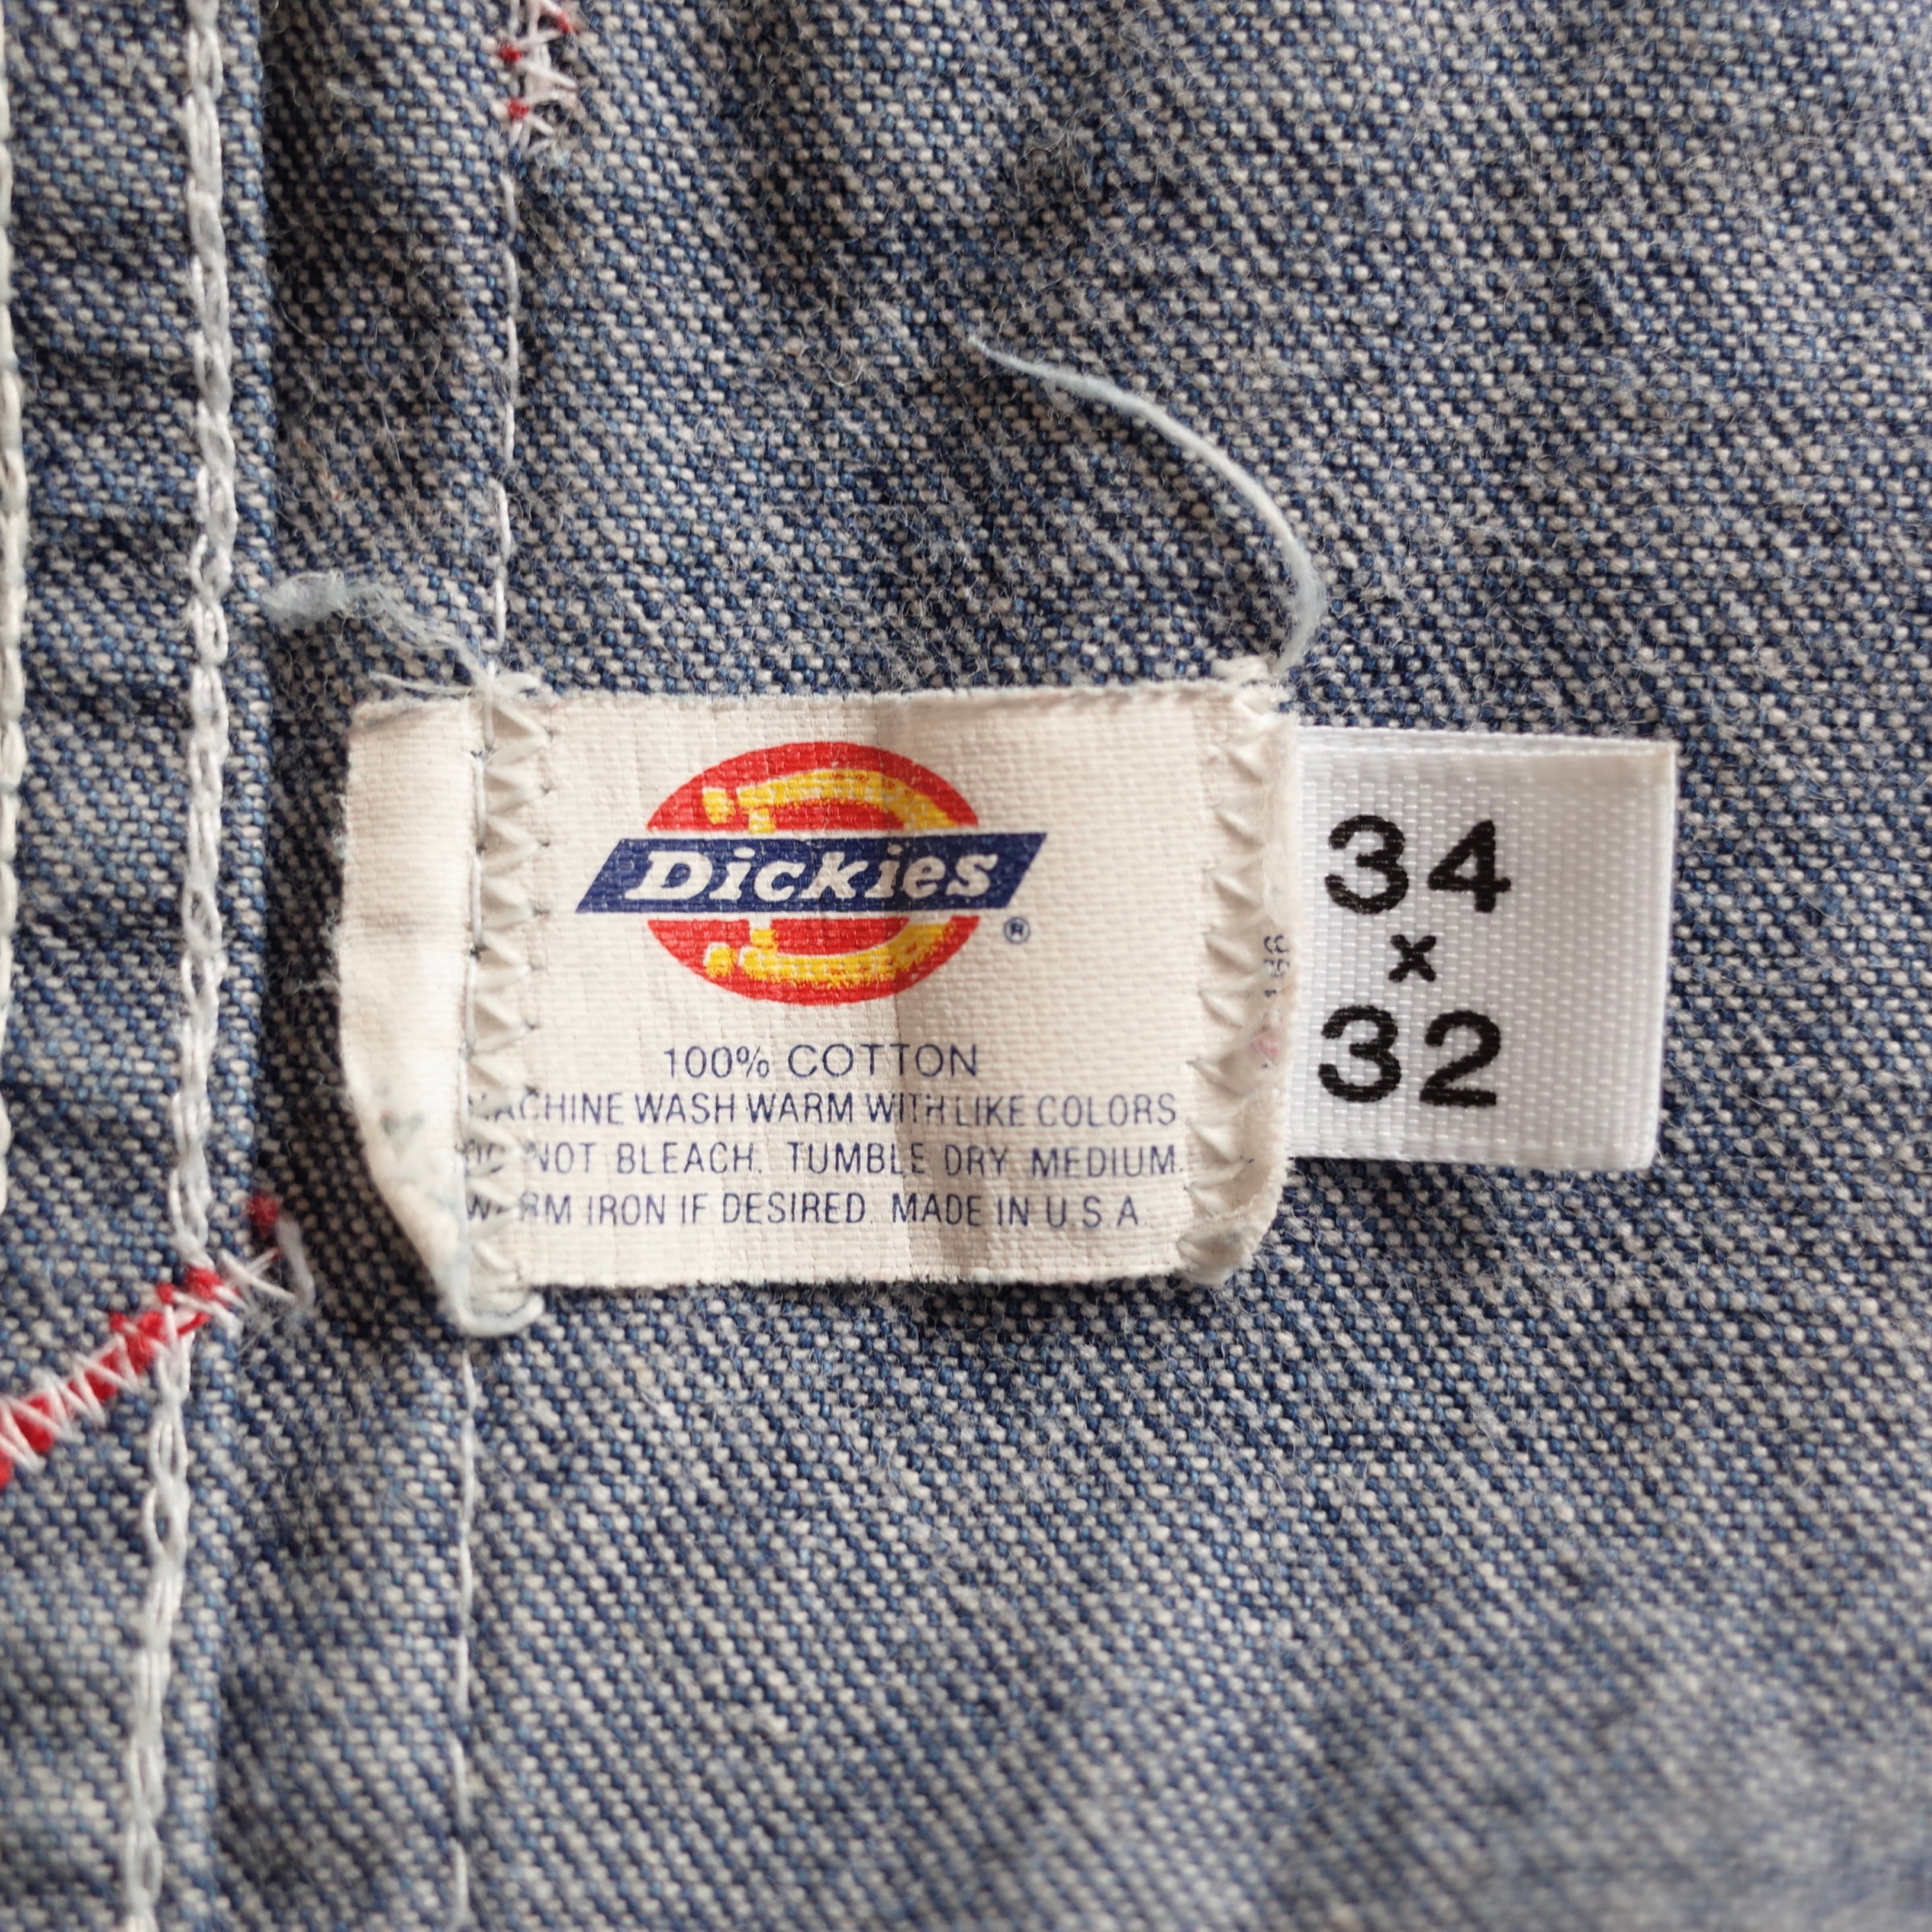 Dickies
®
100% COTTON
MACHINE WASH WARM WITH LIKE COLORS
DO NOT BLEACH. TUMBLE DRY MEDIUM.
WARM IRON IF DESIRED. MADE IN U.S.A.
34
x
32